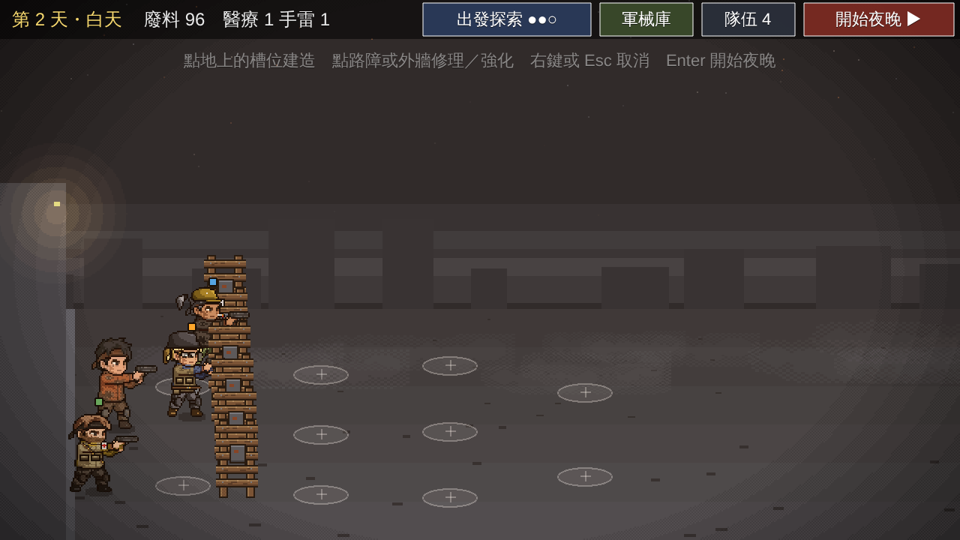 第 2 天・白天 廢料 96 醫療 1 手雷 1 出發探索 ●●○ 軍械庫 隊伍 4 開始夜晚 ▶
點地上的槽位建造 點路障或外牆修理／強化 右鍵或 Esc 取消 Enter 開始夜晚